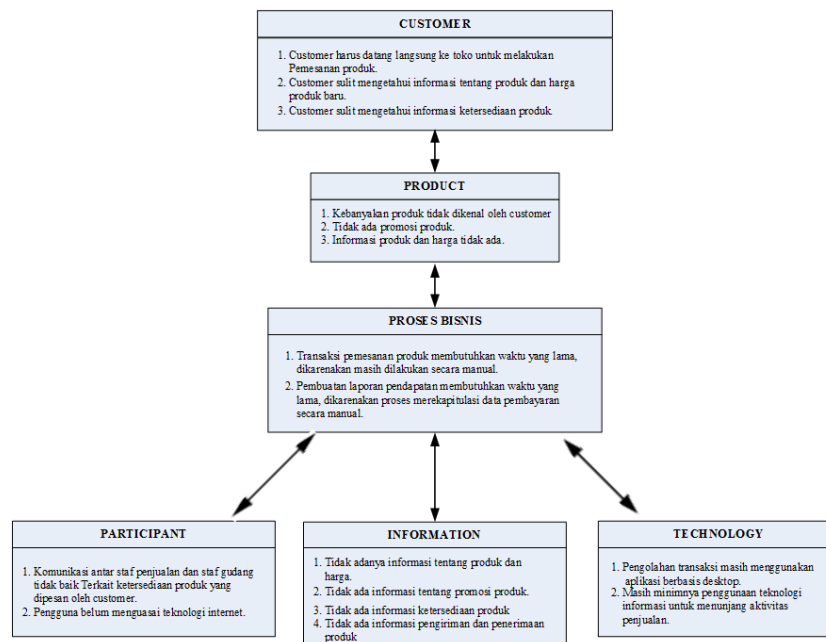 CUSTOMER
1. Customer harus datang langsung ke toko untuk melakukan
Pemesanan produk.
2. Customer sulit mengetahui informasi tentang produk dan harga
produk baru.
3. Customer sulit mengetahui informasi ketersediaan produk.
PRODUCT
1. Kebanyakan produk tidak dikenal oleh customer
2. Tidak ada promosi produk.
3. Informasi produk dan harga tidak ada.
PROSES BISNIS
1. Transaksi pemesanan produk membutuhkan waktu yang lama,
dikarenakan masih dilakukan secara manual.
2. Pembuatan laporan pendapatan membutuhkan waktu yang
lama, dikarenakan proses merekapitulasi data pembayaran
secara manual.
PARTICIPANT
1. Komunikasi antar staf penjualan dan staf gudang
tidak baik Terkait ketersediaan produk yang
dipesan oleh customer.
2. Pengguna belum menguasai teknologi internet.
INFORMATION
1. Tidak adanya informasi tentang produk dan
harga.
2. Tidak ada informasi tentang promosi produk.
3. Tidak ada informasi ketersediaan produk
4. Tidak ada informasi pengiriman dan penerimaan
produk
TECHNOLOGY
1. Pengolahan transaksi masih menggunakan
aplikasi berbasis desktop.
2. Masih minimnya penggunaan teknologi
informasi untuk menunjang aktivitas
penjualan.